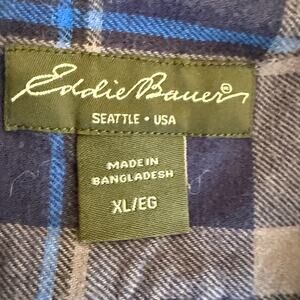 Eddie Bauer®
SEATTLE • USA
MADE IN
BANGLADESH
XL/EG